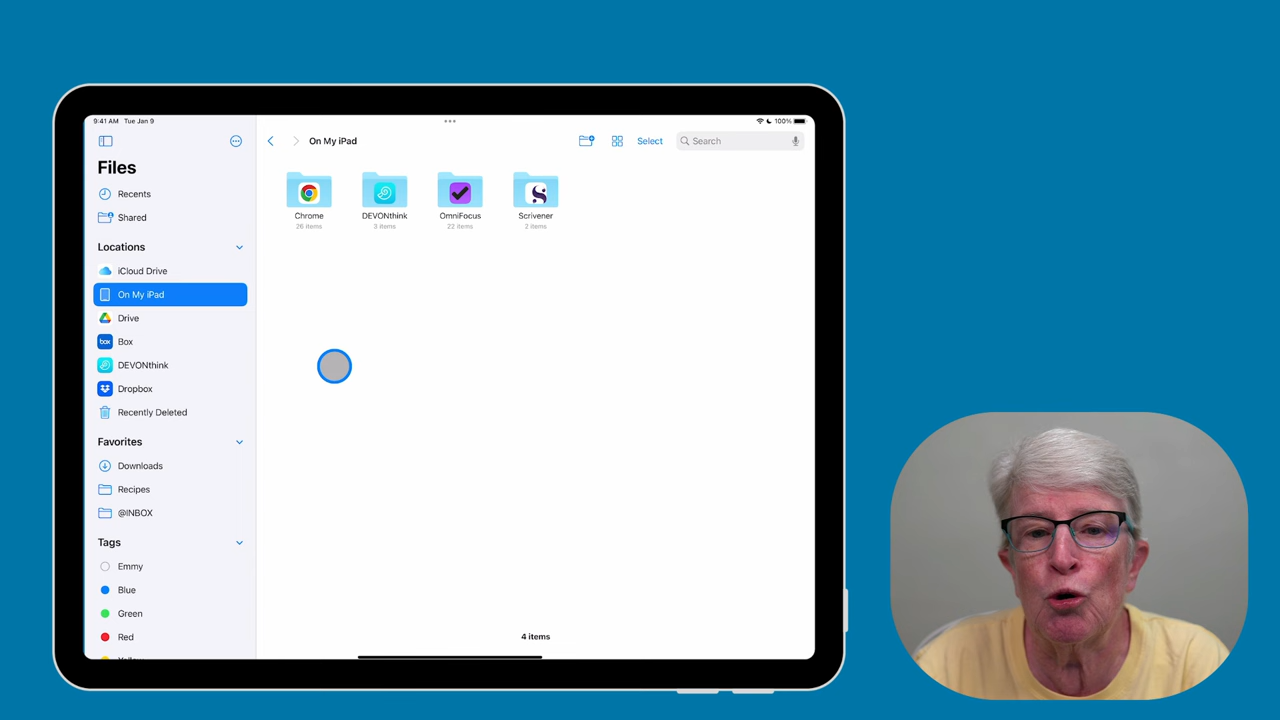 9:41 AM Tue Jan 9
100%
Files
Recents
Shared
Locations
iCloud Drive
On My iPad
Drive
box
Box
DEVONthink
Dropbox
Recently Deleted
Favorites
Downloads
Recipes
@INBOX
Tags
Emmy
Blue
Green
Red
Yellow
On My iPad
Select
Search
Chrome
26 items
DEVONthink
3 items
OmniFocus
22 items
Scrivener
2 items
4 items